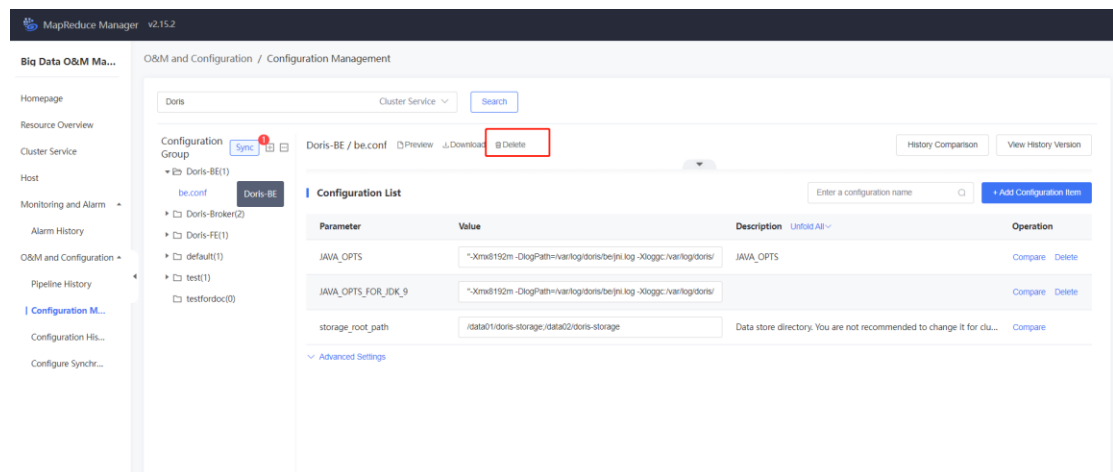 MapReduce Manager v2.15.2
Big Data O&M Ma...
O&M and Configuration / Configuration Management
Homepage
Resource Overview
Cluster Service
Host
Monitoring and Alarm
Alarm History
O&M and Configuration
Pipeline History
Configuration M...
Configuration His...
Configure Synchr...
Doris Cluster Service Search
Configuration Group Sync 1
Doris-BE(1)
be.conf Doris-BE
Doris-Broker(2)
Doris-FE(1)
default(1)
test(1)
testfordoc(0)
Doris-BE / be.conf Preview Download Delete History Comparison View History Version
Configuration List Enter a configuration name + Add Configuration Item
Parameter Value Description Unfold All Operation
JAVA_OPTS "-Xmx8192m -DlogPath=/var/log/doris/be/jni.log -Xloggc:/var/log/doris/ JAVA_OPTS Compare Delete
JAVA_OPTS_FOR_JDK_9 "-Xmx8192m -DlogPath=/var/log/doris/be/jni.log -Xloggc:/var/log/doris/ Compare Delete
storage_root_path /data01/doris-storage;/data02/doris-storage Data store directory. You are not recommended to change it for clu... Compare
Advanced Settings